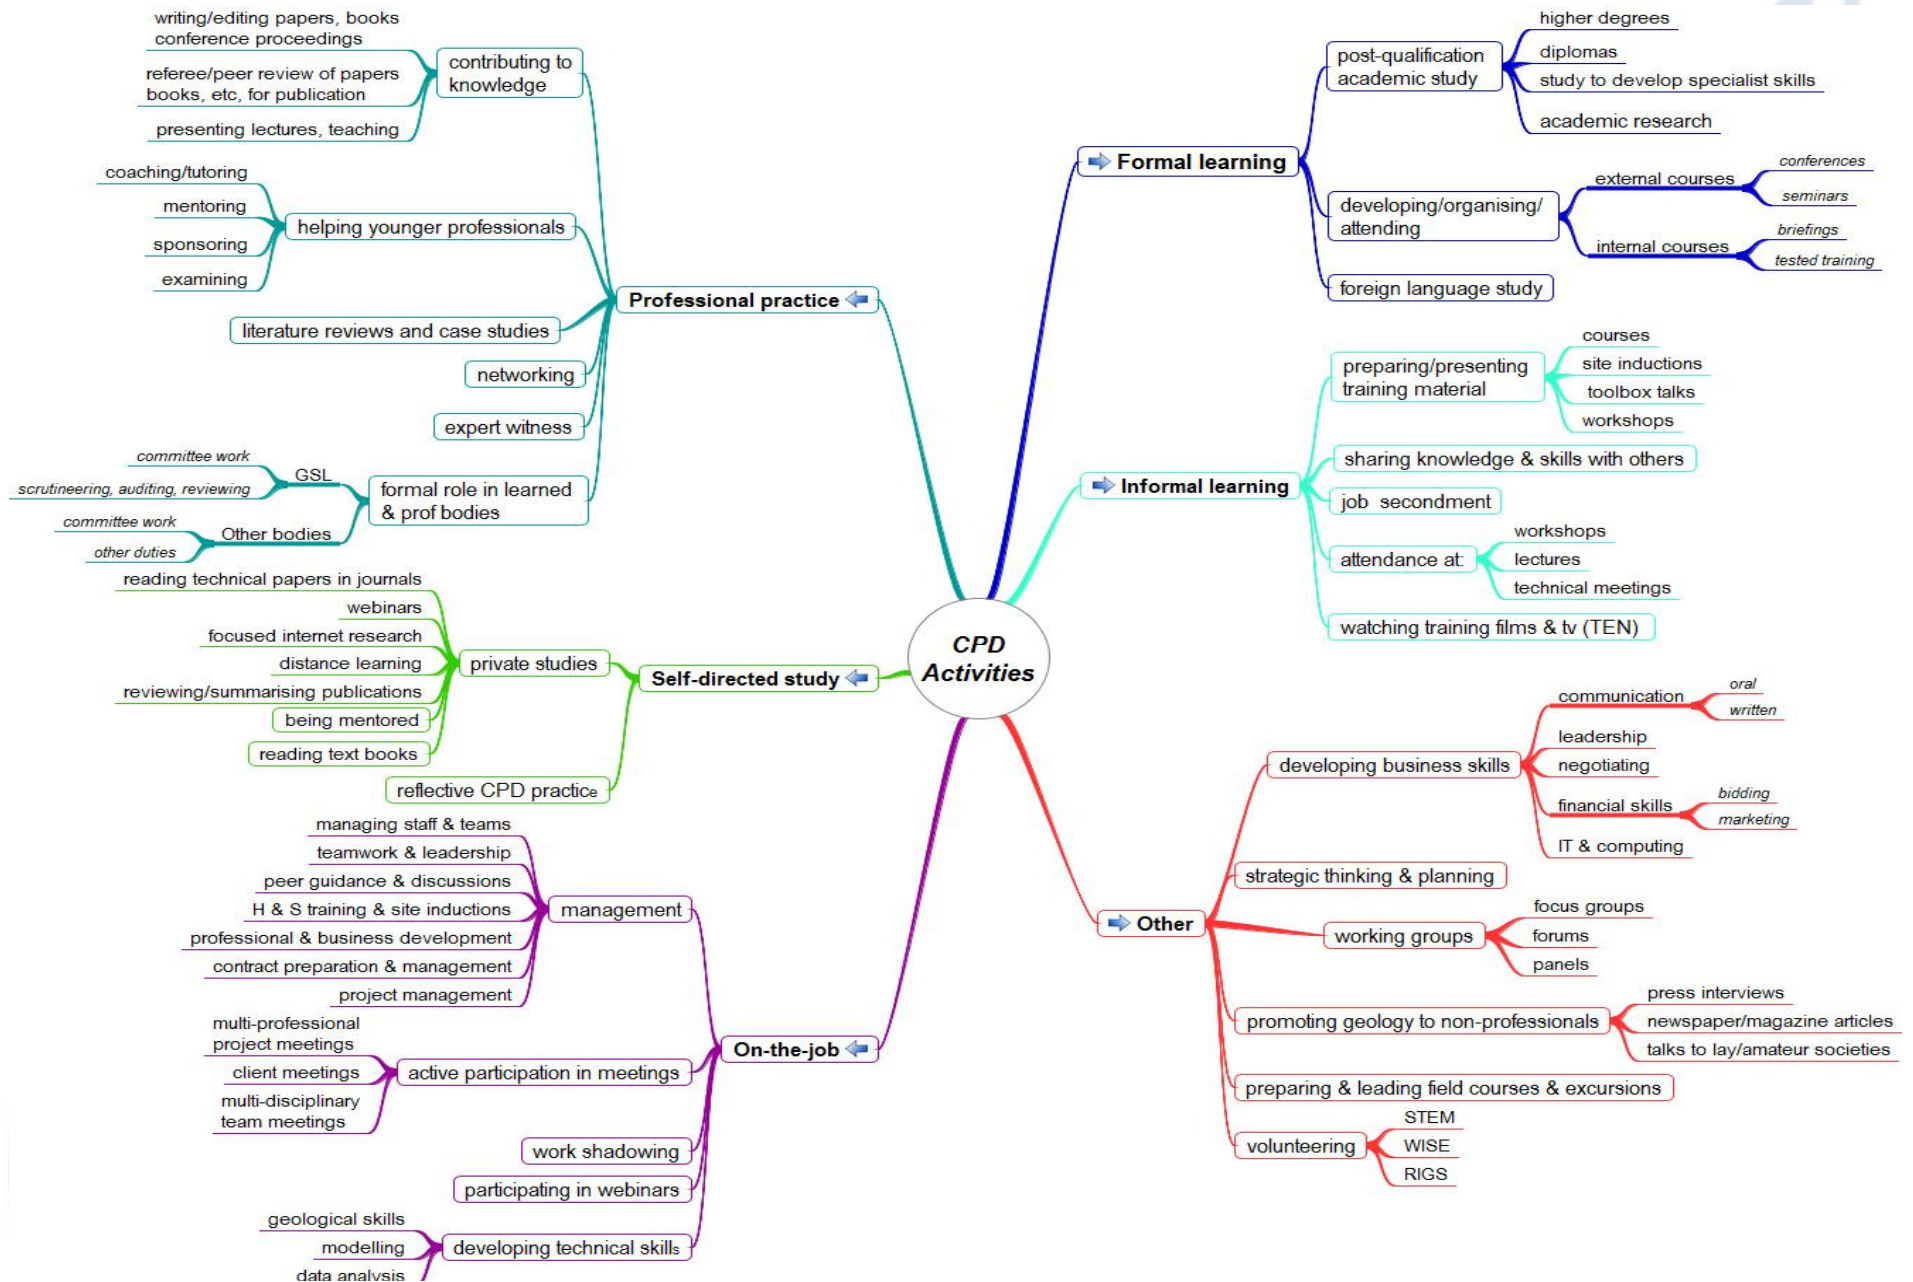 CPD
Activities
Professional practice
contributing to
knowledge
writing/editing papers, books
conference proceedings
referee/peer review of papers
books, etc, for publication
presenting lectures, teaching
helping younger professionals
coaching/tutoring
mentoring
sponsoring
examining
literature reviews and case studies
networking
expert witness
formal role in learned
& prof bodies
GSL
committee work
scrutineering, auditing, reviewing
Other bodies
committee work
other duties
Self-directed study
private studies
reading technical papers in journals
webinars
focused internet research
distance learning
reviewing/summarising publications
being mentored
reading text books
reflective CPD practice
On-the-job
management
managing staff & teams
teamwork & leadership
peer guidance & discussions
H & S training & site inductions
professional & business development
contract preparation & management
project management
active participation in meetings
multi-professional
project meetings
client meetings
multi-disciplinary
team meetings
work shadowing
participating in webinars
developing technical skills
geological skills
modelling
data analysis
Formal learning
post-qualification
academic study
higher degrees
diplomas
study to develop specialist skills
academic research
developing/organising/
attending
external courses
conferences
seminars
internal courses
briefings
tested training
foreign language study
Informal learning
preparing/presenting
training material
courses
site inductions
toolbox talks
workshops
sharing knowledge & skills with others
job secondment
attendance at:
workshops
lectures
technical meetings
watching training films & tv (TEN)
Other
developing business skills
communication
oral
written
leadership
negotiating
financial skills
bidding
marketing
IT & computing
strategic thinking & planning
working groups
focus groups
forums
panels
promoting geology to non-professionals
press interviews
newspaper/magazine articles
talks to lay/amateur societies
preparing & leading field courses & excursions
volunteering
STEM
WISE
RIGS